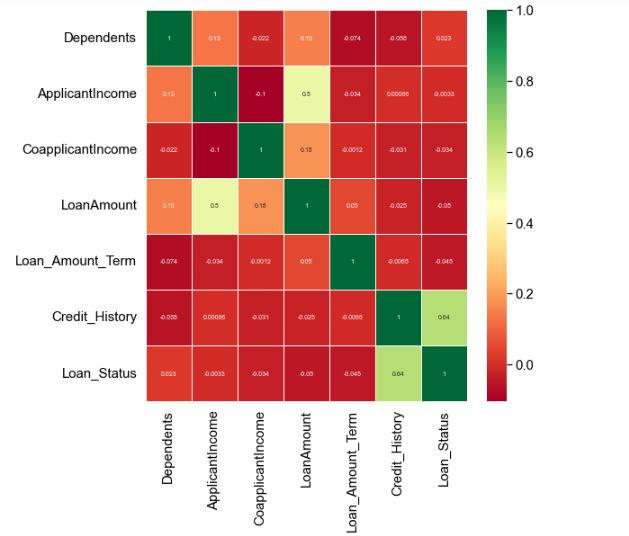 Dependents 1 0.13 -0.022 0.15 -0.074 -0.058 0.023
ApplicantIncome 0.13 1 -0.1 0.5 -0.034 0.00086 -0.0033
CoapplicantIncome -0.022 -0.1 1 0.18 -0.0012 -0.031 -0.034
LoanAmount 0.15 0.5 0.18 1 0.05 -0.025 -0.05
Loan_Amount_Term -0.074 -0.034 -0.0012 0.05 1 -0.0065 -0.045
Credit_History -0.058 0.00086 -0.031 -0.025 -0.0065 1 0.64
Loan_Status 0.023 -0.0033 -0.034 -0.05 -0.045 0.64 1
Dependents
ApplicantIncome
CoapplicantIncome
LoanAmount
Loan_Amount_Term
Credit_History
Loan_Status
1.0
0.8
0.6
0.4
0.2
0.0